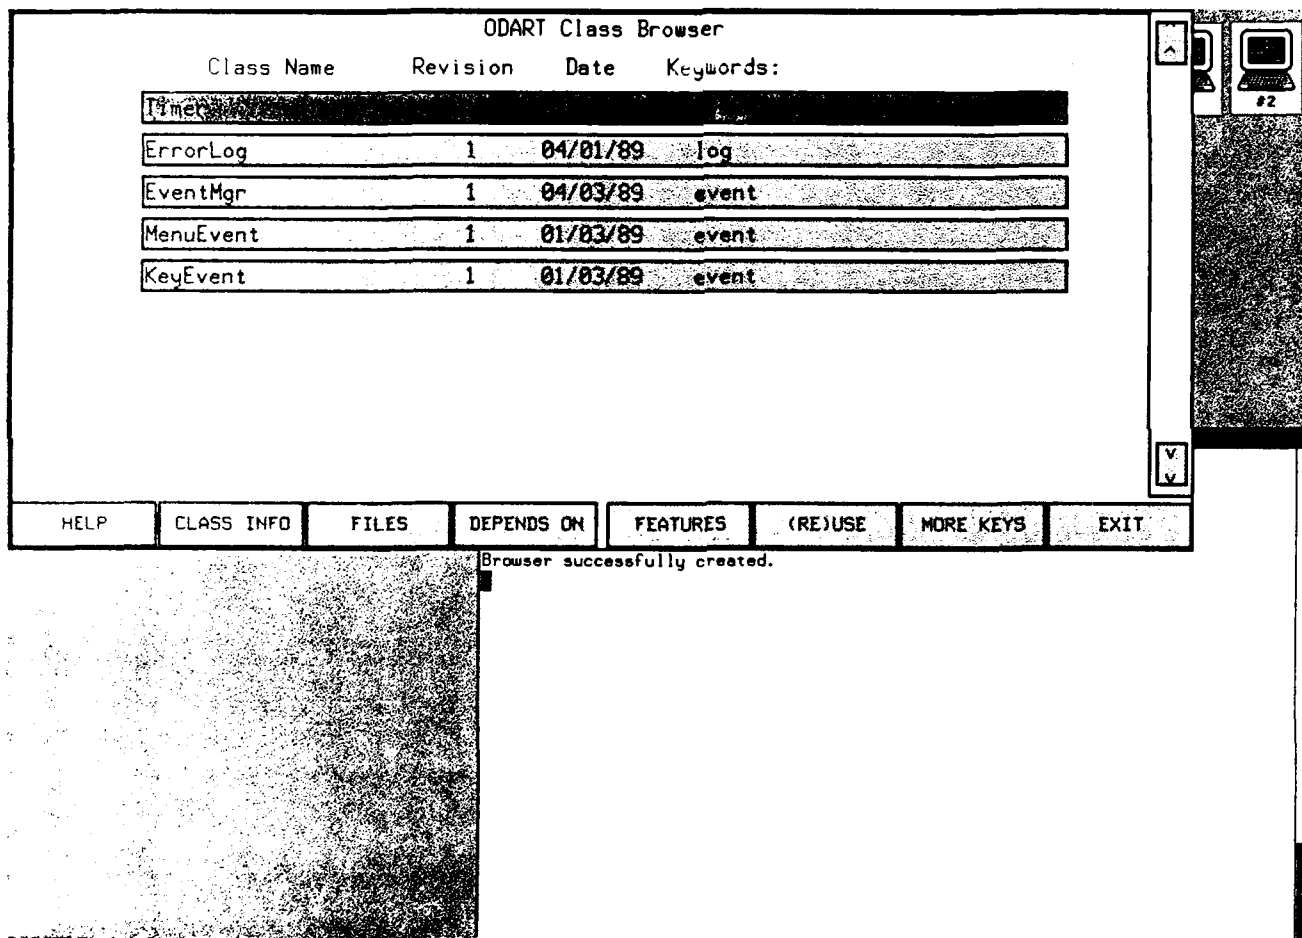 ODART Class Browser
Class Name Revision Date Keywords:
Timer
ErrorLog 1 04/01/89 log
EventMgr 1 04/03/89 event
MenuEvent 1 01/03/89 event
KeyEvent 1 01/03/89 event
HELP CLASS INFO FILES DEPENDS ON FEATURES (RE)USE MORE KEYS EXIT
Browser successfully created.
#2